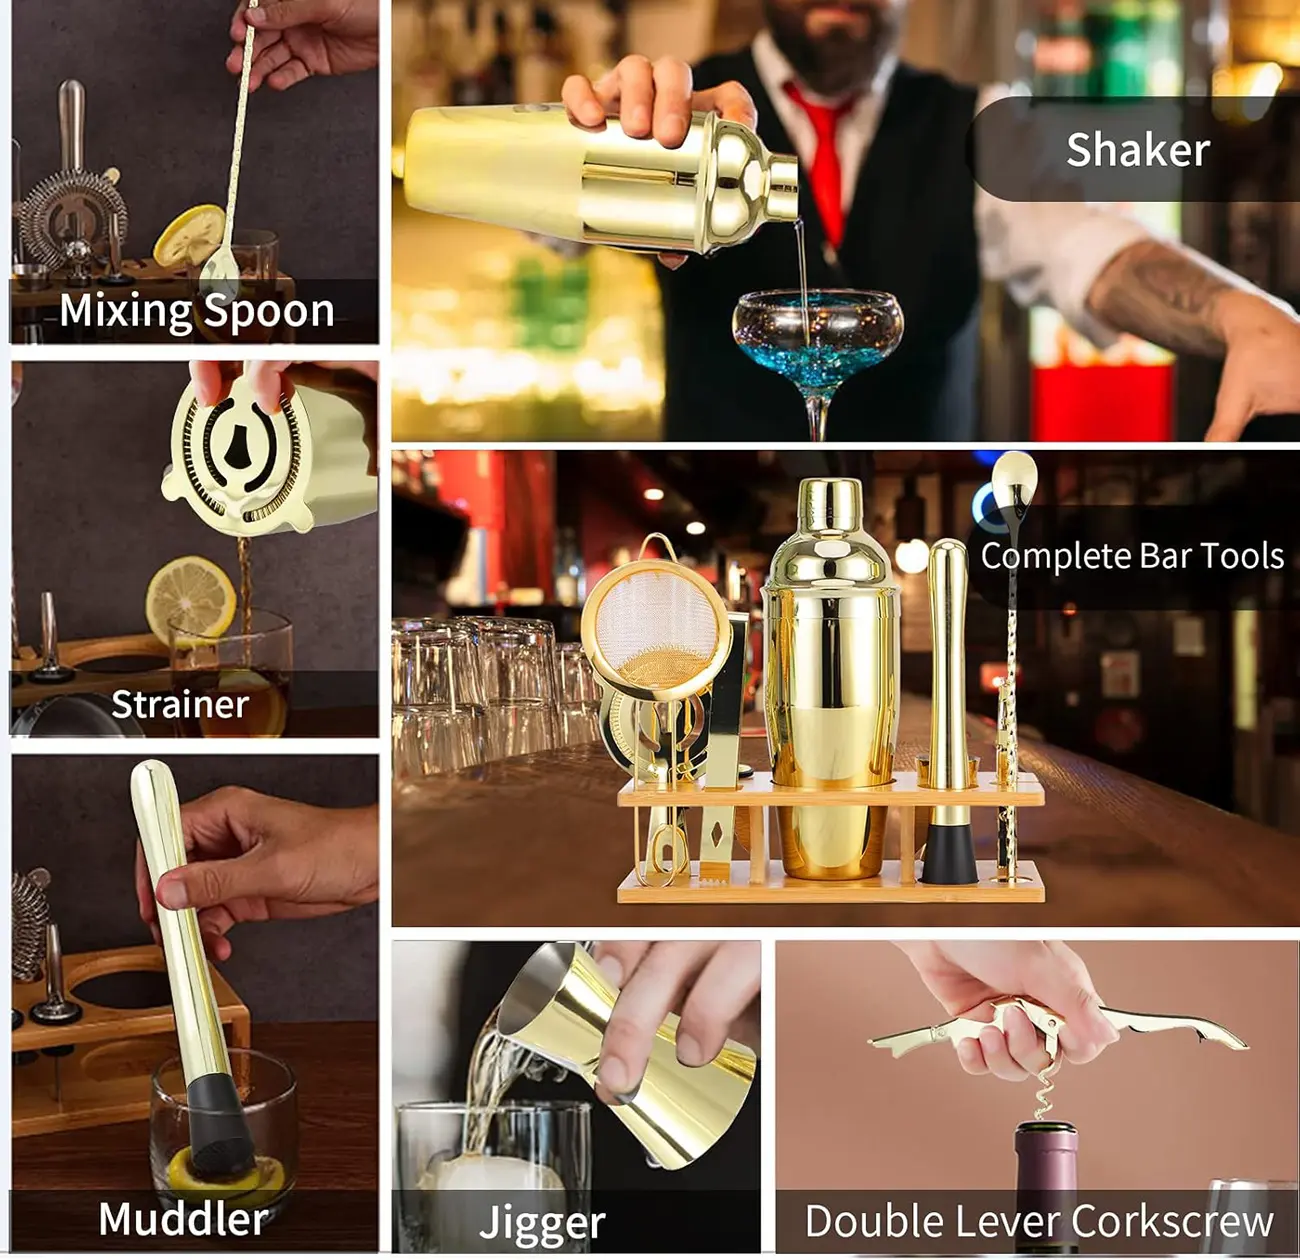 Mixing Spoon
Shaker
Strainer
Complete Bar Tools
Muddler
Jigger
Double Lever Corkscrew